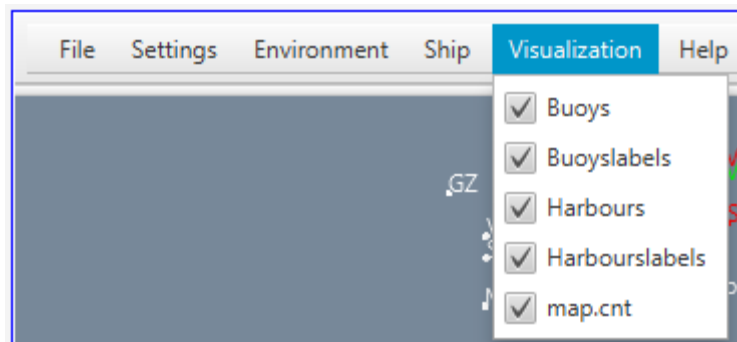 File Settings Environment Ship Visualization Help
Buoys
Buoyslabels
GZ
Harbours
Harbourslabels
map.cnt